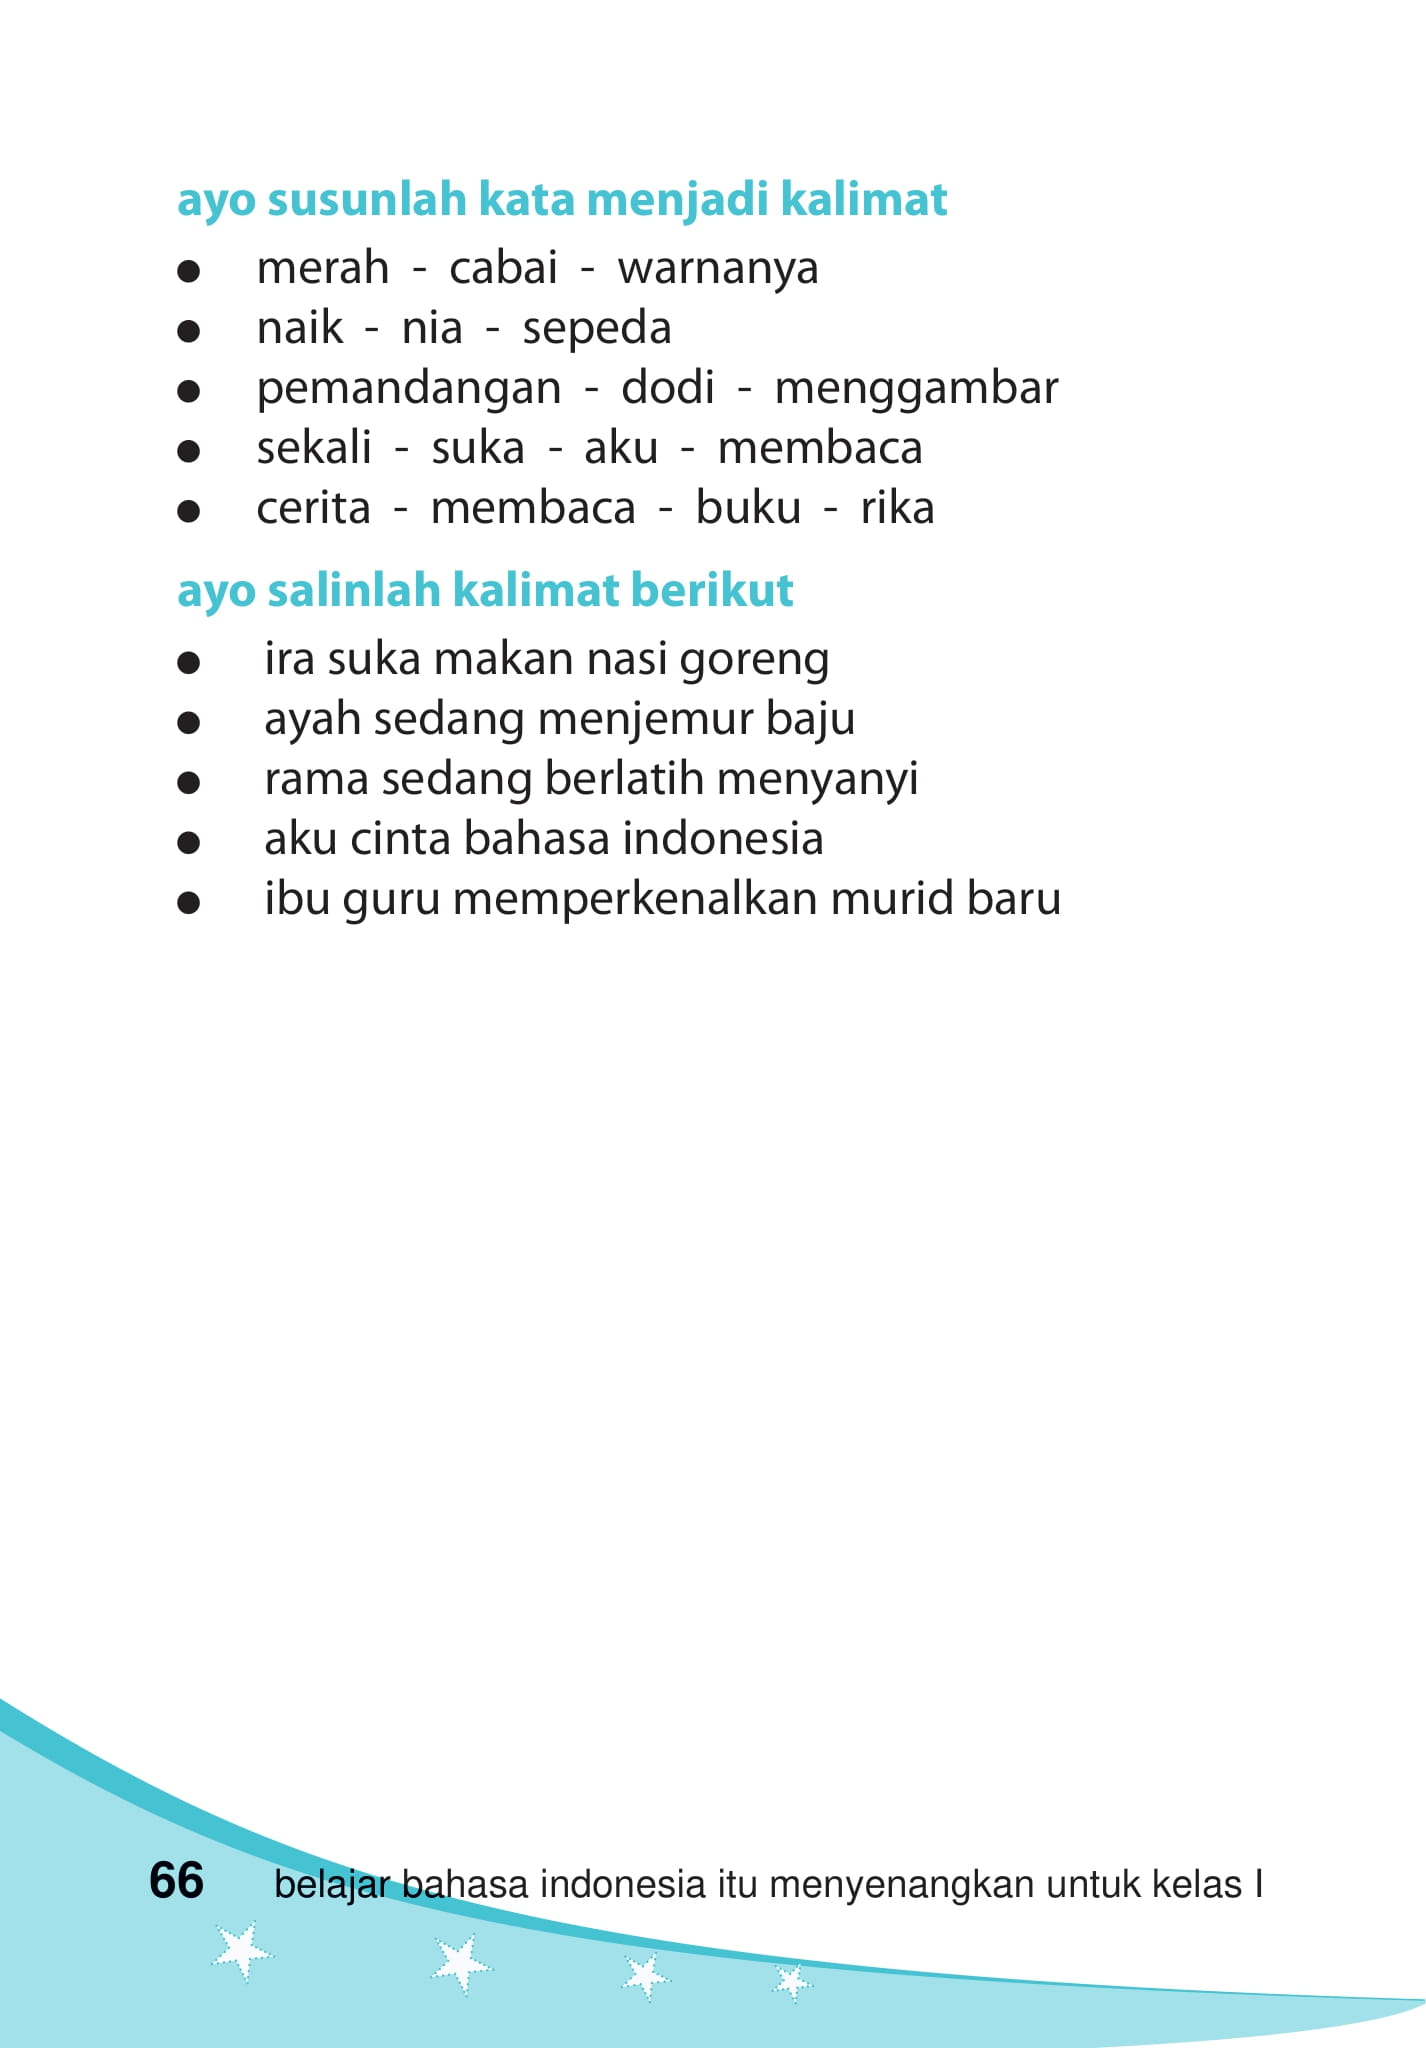 ayo susunlah kata menjadi kalimat
● merah - cabai - warnanya
● naik - nia - sepeda
● pemandangan - dodi - menggambar
● sekali - suka - aku - membaca
● cerita - membaca - buku - rika
ayo salinlah kalimat berikut
● ira suka makan nasi goreng
● ayah sedang menjemur baju
● rama sedang berlatih menyanyi
● aku cinta bahasa indonesia
● ibu guru memperkenalkan murid baru
66 belajar bahasa indonesia itu menyenangkan untuk kelas I